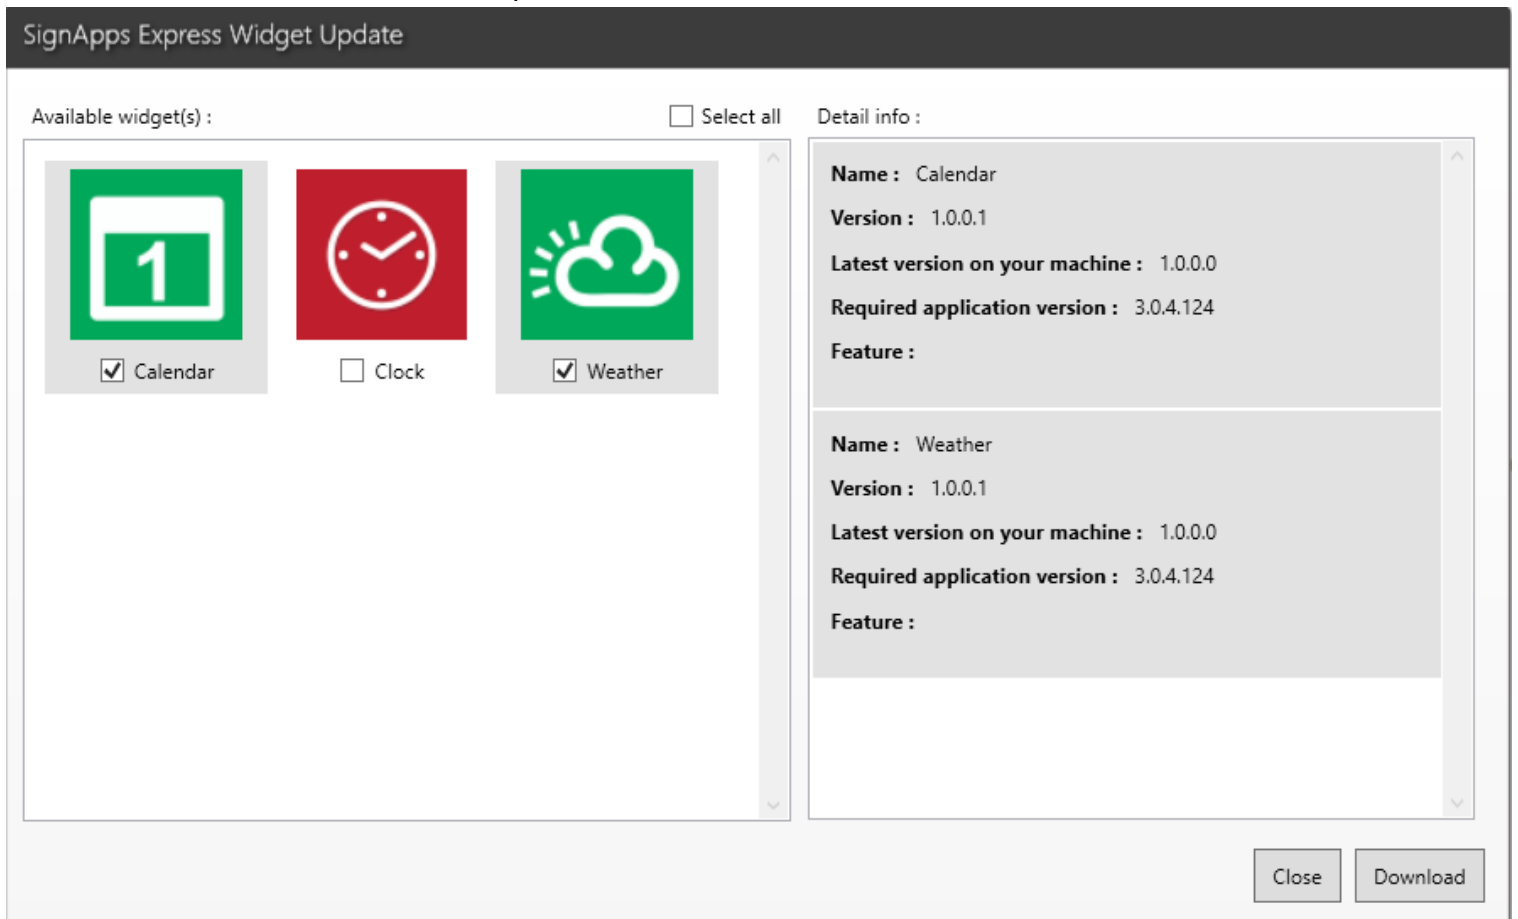 SignApps Express Widget Update
Available widget(s) :
Select all
1
Calendar
Clock
Weather
Detail info :
Name : Calendar
Version : 1.0.0.1
Latest version on your machine : 1.0.0.0
Required application version : 3.0.4.124
Feature :
Name : Weather
Version : 1.0.0.1
Latest version on your machine : 1.0.0.0
Required application version : 3.0.4.124
Feature :
Close
Download